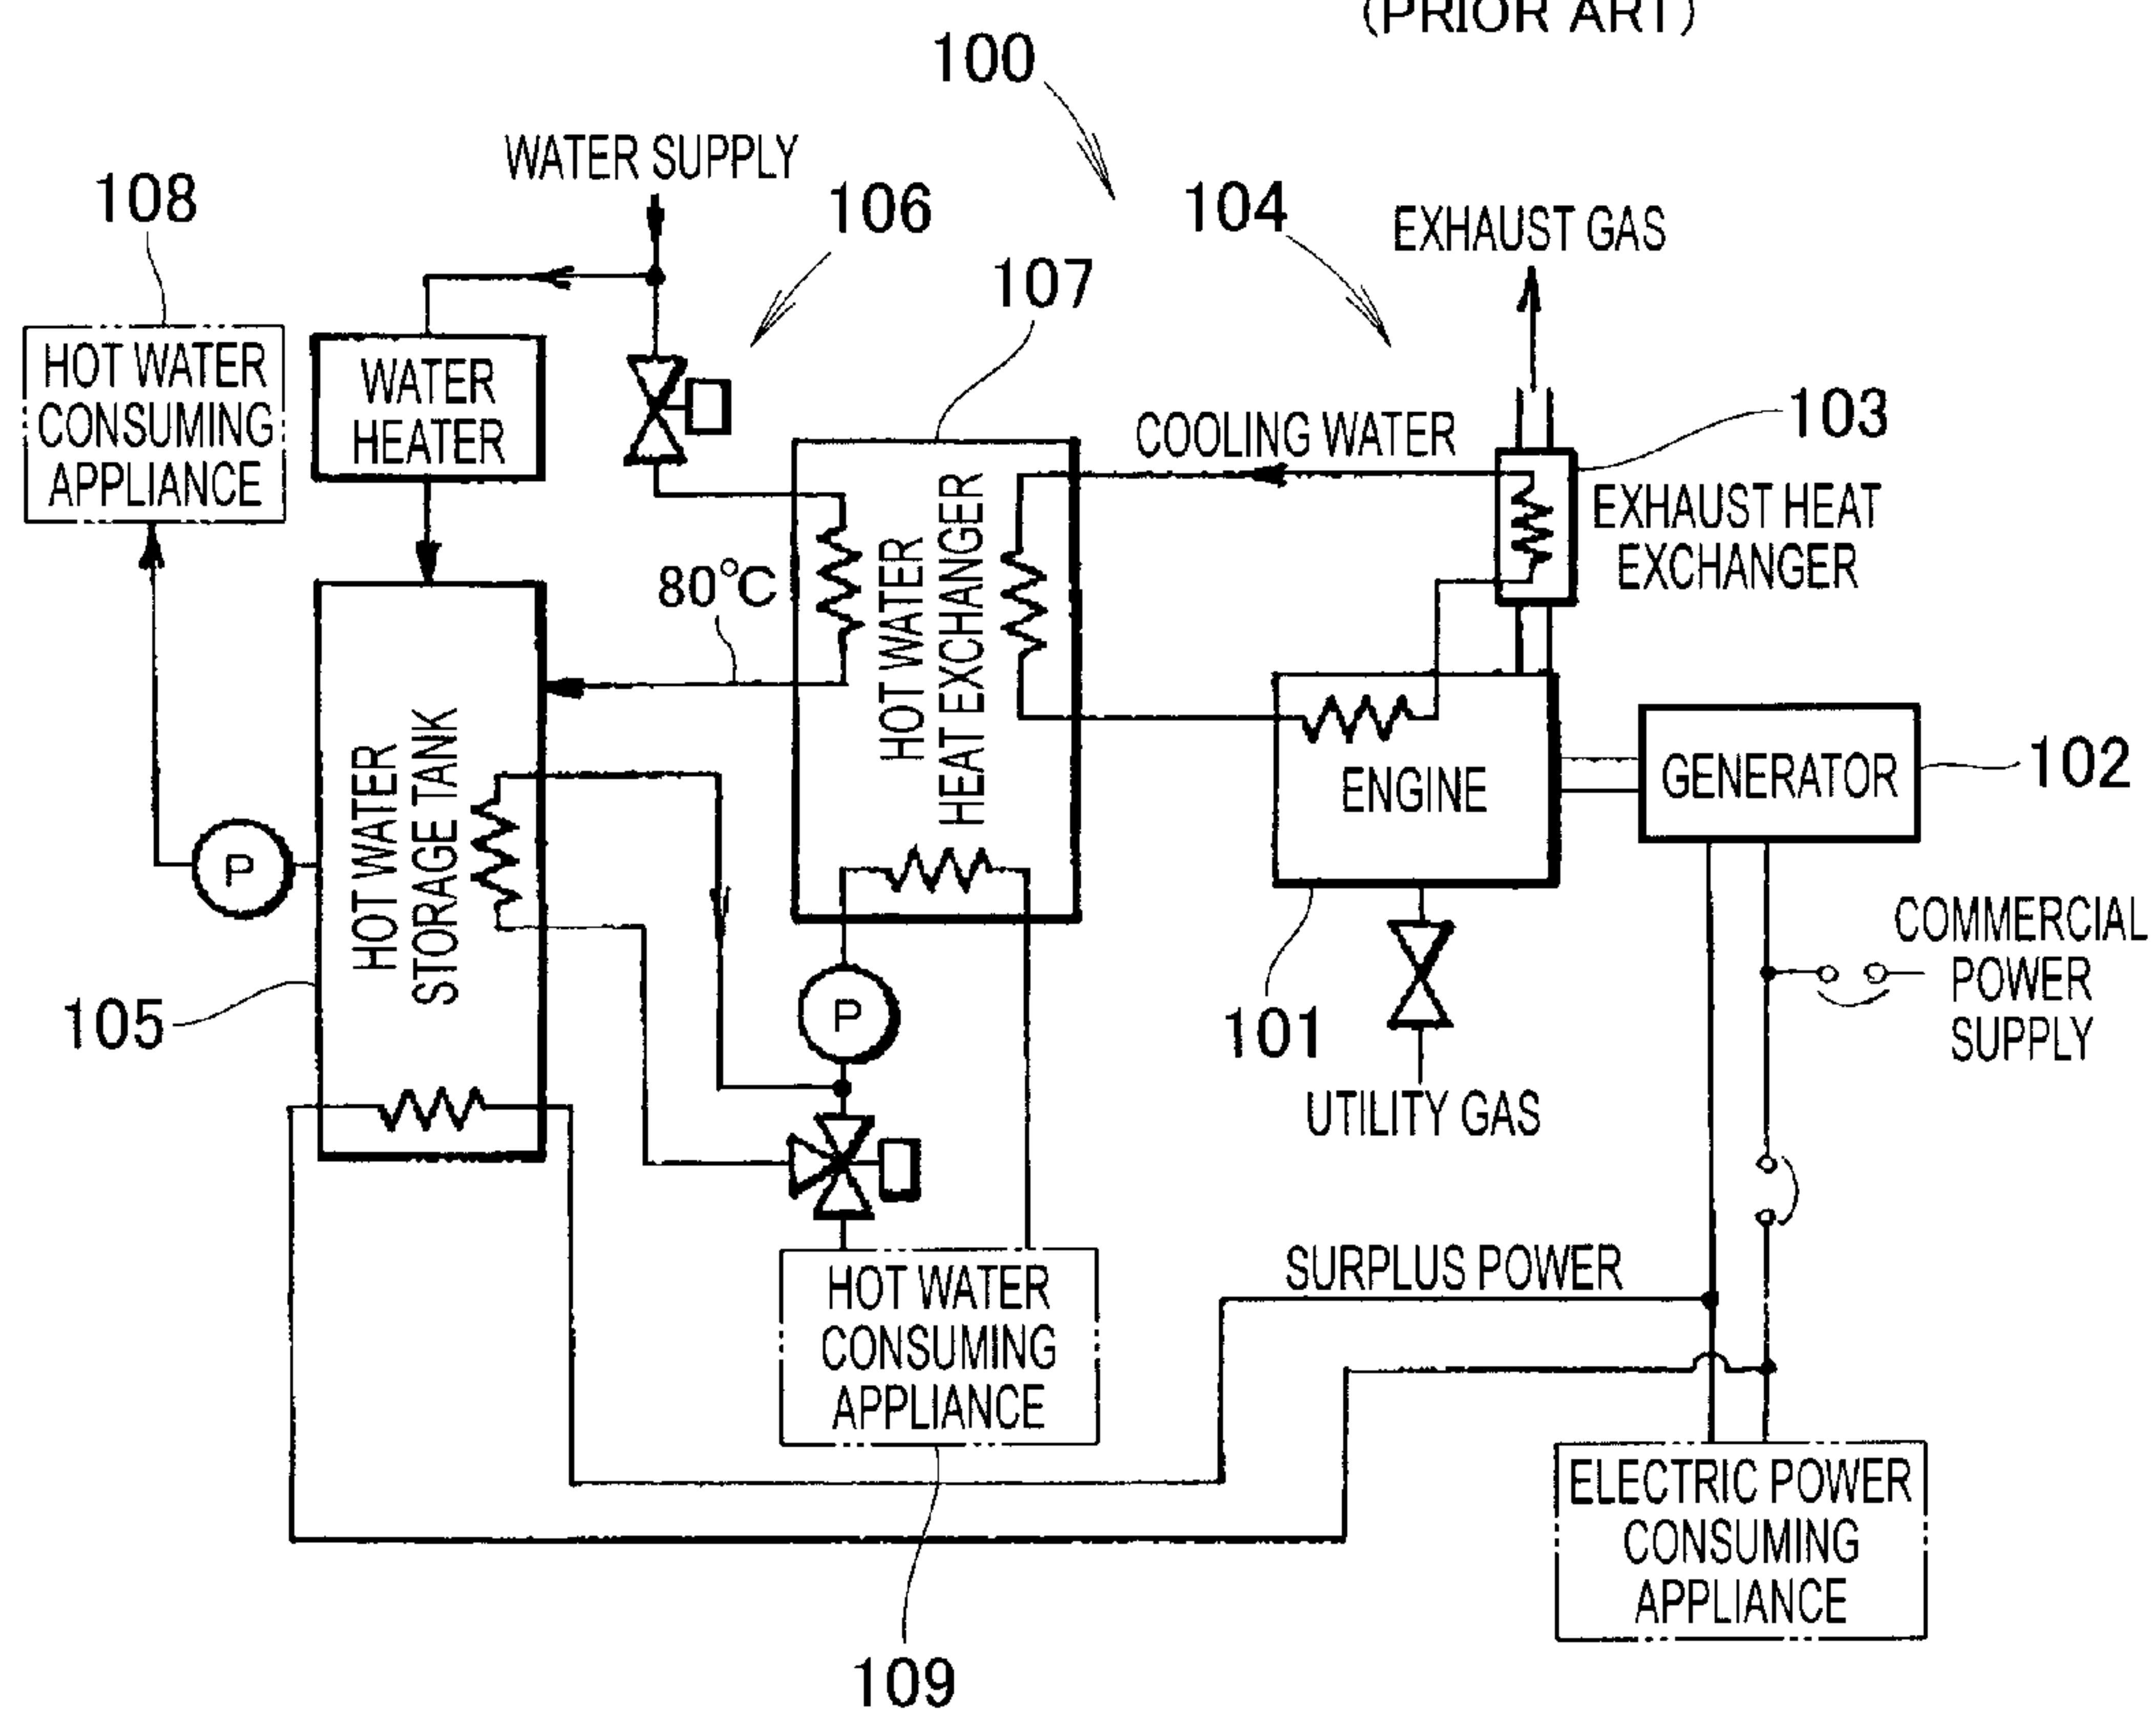 (PRIOR ART)
100
WATER SUPPLY
108
106
104
EXHAUST GAS
107
HOT WATER
CONSUMING
APPLIANCE
WATER
HEATER
COOLING WATER
103
EXHAUST HEAT
EXCHANGER
80°C
HOT WATER
HEAT EXCHANGER
HOT WATER
STORAGE TANK
ENGINE
GENERATOR
102
P
COMMERCIAL
POWER
SUPPLY
105
P
101
UTILITY GAS
SURPLUS POWER
HOT WATER
CONSUMING
APPLIANCE
ELECTRIC POWER
CONSUMING
APPLIANCE
109